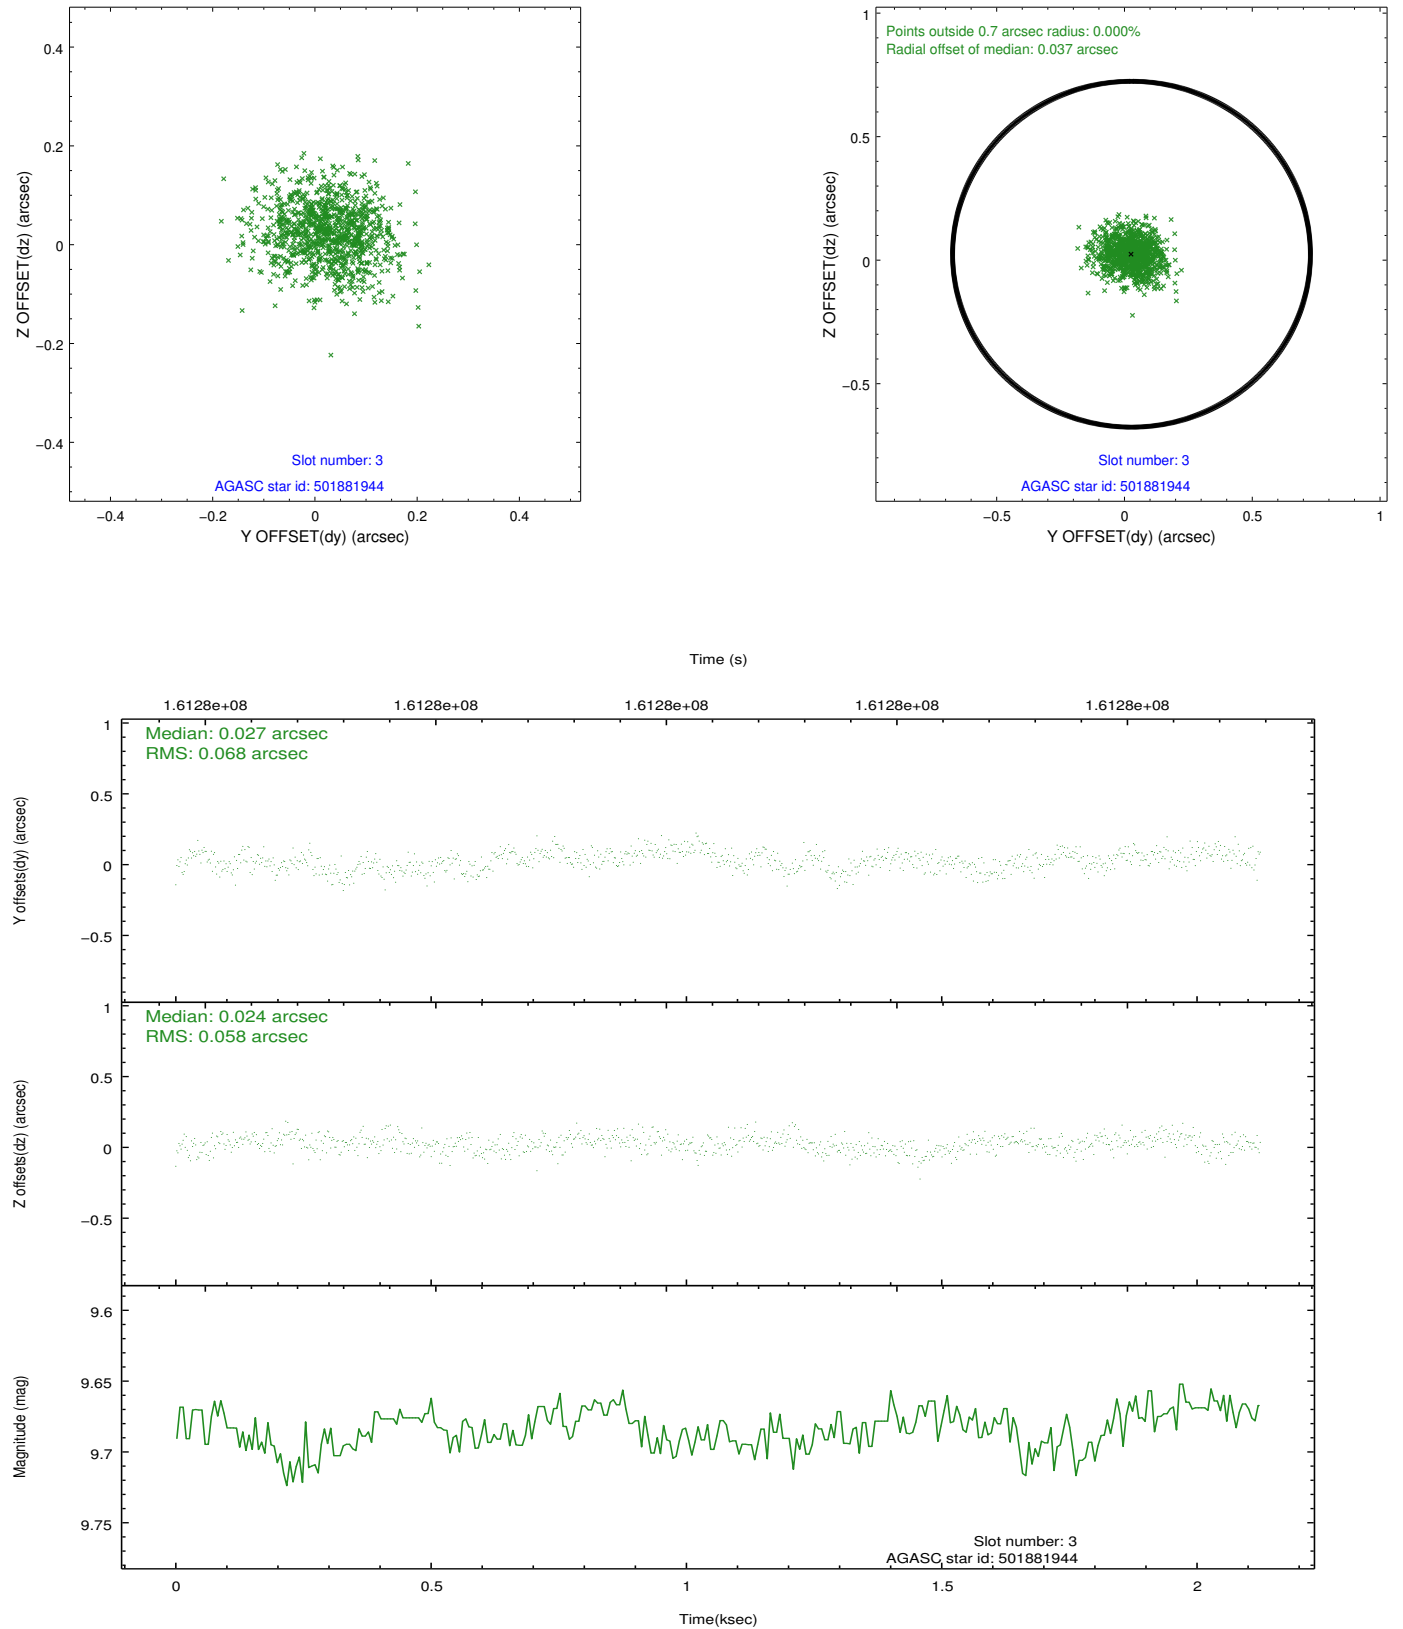 0.4
0.2
0
−0.2
−0.4
Z OFFSET(dz) (arcsec)
Slot number: 3
AGASC star id: 501881944
−0.4 −0.2 0 0.2 0.4
Y OFFSET(dy) (arcsec)
1
0.5
0
−0.5
Z OFFSET(dz) (arcsec)
Points outside 0.7 arcsec radius: 0.000%
Radial offset of median: 0.037 arcsec
Slot number: 3
AGASC star id: 501881944
−0.5 0 0.5 1
Y OFFSET(dy) (arcsec)
Time (s)
1.6128e+08 1.6128e+08 1.6128e+08 1.6128e+08 1.6128e+08
1
0.5
0
−0.5
Y offsets(dy) (arcsec)
Median: 0.027 arcsec
RMS: 0.068 arcsec
1
0.5
0
−0.5
Z offsets(dz) (arcsec)
Median: 0.024 arcsec
RMS: 0.058 arcsec
9.6
9.65
9.7
9.75
Magnitude (mag)
Slot number: 3
AGASC star id: 501881944
0 0.5 1 1.5 2
Time(ksec)